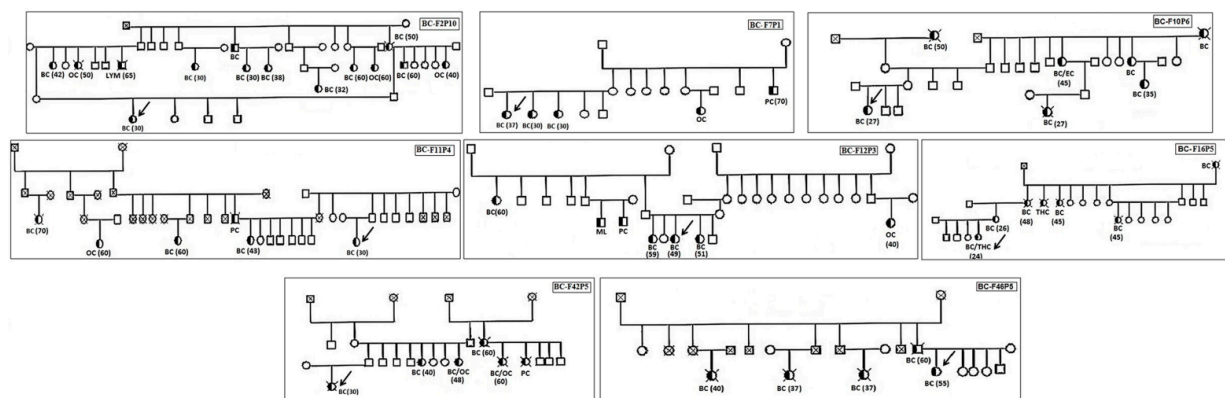 BC-F2P10
BC (50)
BC
BC (42) OC (50) LYM (65)
BC (30)
BC (30) BC (38)
BC (60) OC(60)
BC (60)
OC (40)
BC (32)
BC (30)
BC-F7P1
BC (37) BC(30) BC (30)
OC
PC(70)
BC-F10P6
BC (50)
BC
BC/EC
(45)
BC
BC (35)
BC (27)
BC (27)
BC-F11P4
BC (70)
OC (60)
BC (60)
PC
BC (43)
BC (30)
BC-F12P3
BC(60)
ML PC
BC
(59)
BC
(49)
BC
(51)
OC
(40)
BC-F16P5
BC
BC
(48)
THC
BC
(45)
BC
(45)
BC (26)
BC/THC
(24)
BC-F42P5
BC (60)
BC (40)
BC/OC
(48)
BC/OC
(60)
PC
BC(30)
BC-F46P5
BC
(60)
BC (40)
BC (37)
BC (37)
BC (55)